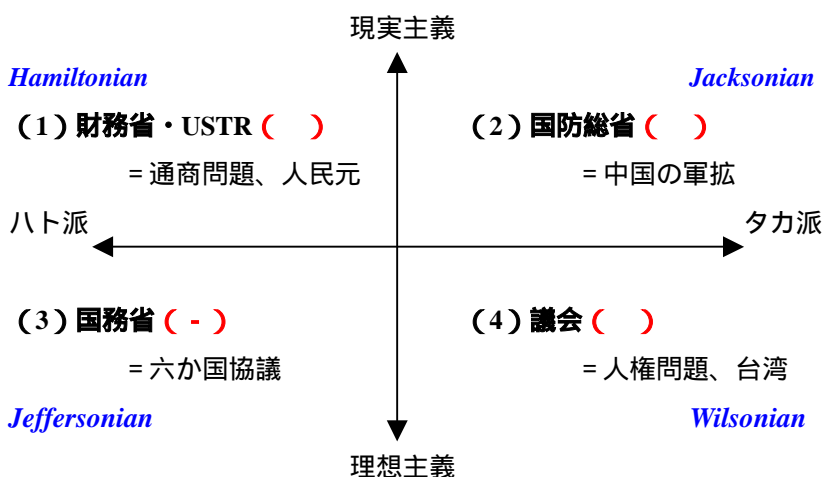 現実主義
Hamiltonian
Jacksonian
(1)財務省・USTR( )
(2)国防総省( )
=通商問題、人民元
=中国の軍拡
ハト派
タカ派
(3)国務省( - )
(4)議会( )
=六か国協議
=人権問題、台湾
Jeffersonian
Wilsonian
理想主義